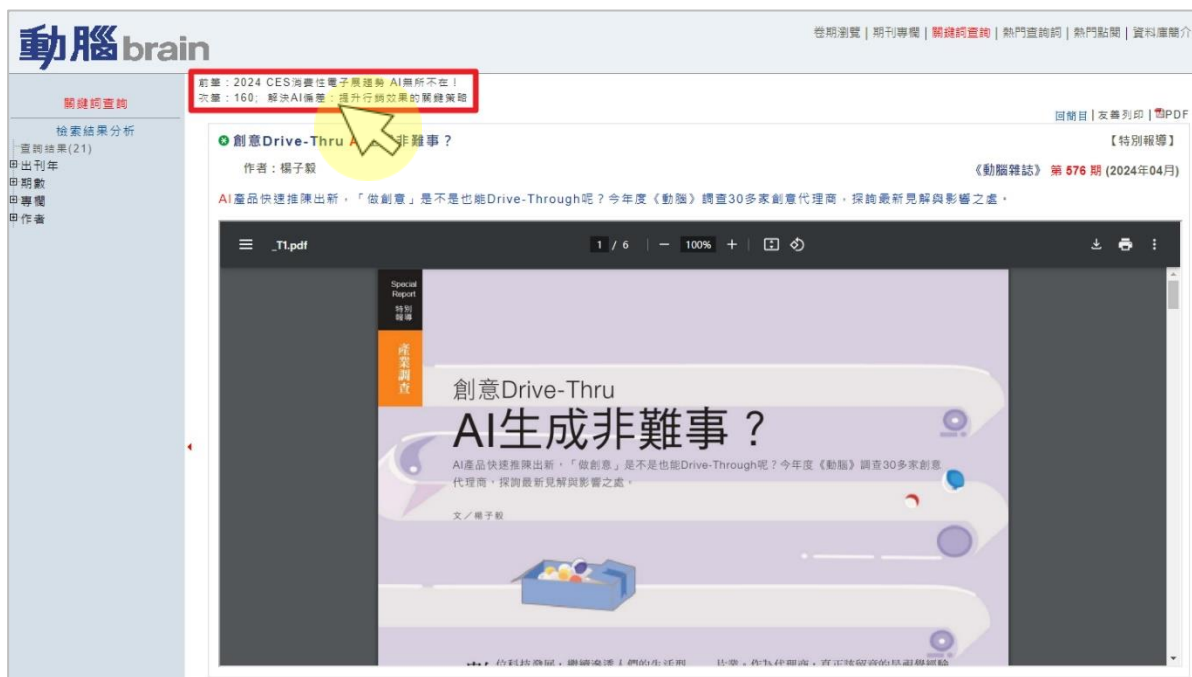 動腦brain
卷期瀏覽 | 期刊專欄 | 關鍵詞查詢 | 熱門查詢詞 | 熱門點閱 | 資料庫簡介
前筆：2024 CES消費性電子展趨勢 AI無所不在！
次筆：160; 解決AI偏差：提升行銷效果的關鍵策略
關鍵詞查詢
檢索結果分析
查詢結果(21)
出刊年
期數
專欄
作者
回簡目 | 友善列印 | PDF
創意Drive-Thru A 非難事？
【特別報導】
作者：楊子毅
《動腦雜誌》 第 576 期 (2024年04月)
AI產品快速推陳出新，「做創意」是不是也能Drive-Through呢？今年度《動腦》調查30多家創意代理商，探詢最新見解與影響之處。
_T1.pdf
1 / 6
100%
Special
Report
特別
報導
產業調查
創意Drive-Thru
AI生成非難事？
AI產品快速推陳出新，「做創意」是不是也能Drive-Through呢？今年度《動腦》調查30多家創意
代理商，探詢最新見解與影響之處。
文／楊子毅